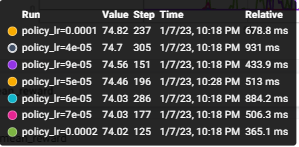 Run Value Step Time Relative
policy_lr=0.0001 74.82 237 1/7/23, 10:18 PM 678.8 ms
policy_lr=4e-05 74.7 305 1/7/23, 10:18 PM 931 ms
policy_lr=9e-05 74.56 151 1/7/23, 10:18 PM 433.9 ms
policy_lr=5e-05 74.46 196 1/7/23, 10:28 PM 513 ms
policy_lr=6e-05 74.03 286 1/7/23, 10:18 PM 884.2 ms
policy_lr=7e-05 74.03 177 1/7/23, 10:18 PM 506.3 ms
policy_lr=0.0002 74.02 125 1/7/23, 10:18 PM 365.1 ms